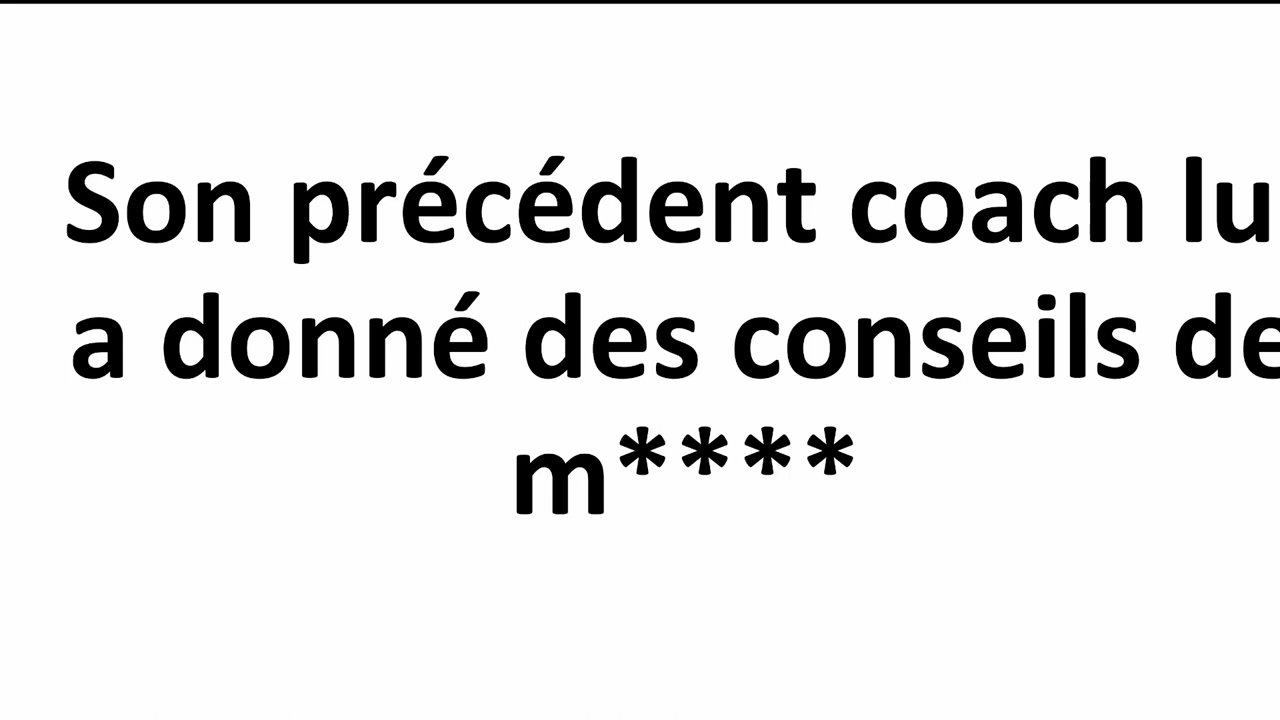 Son précédent coach lu
a donné des conseils de
m****